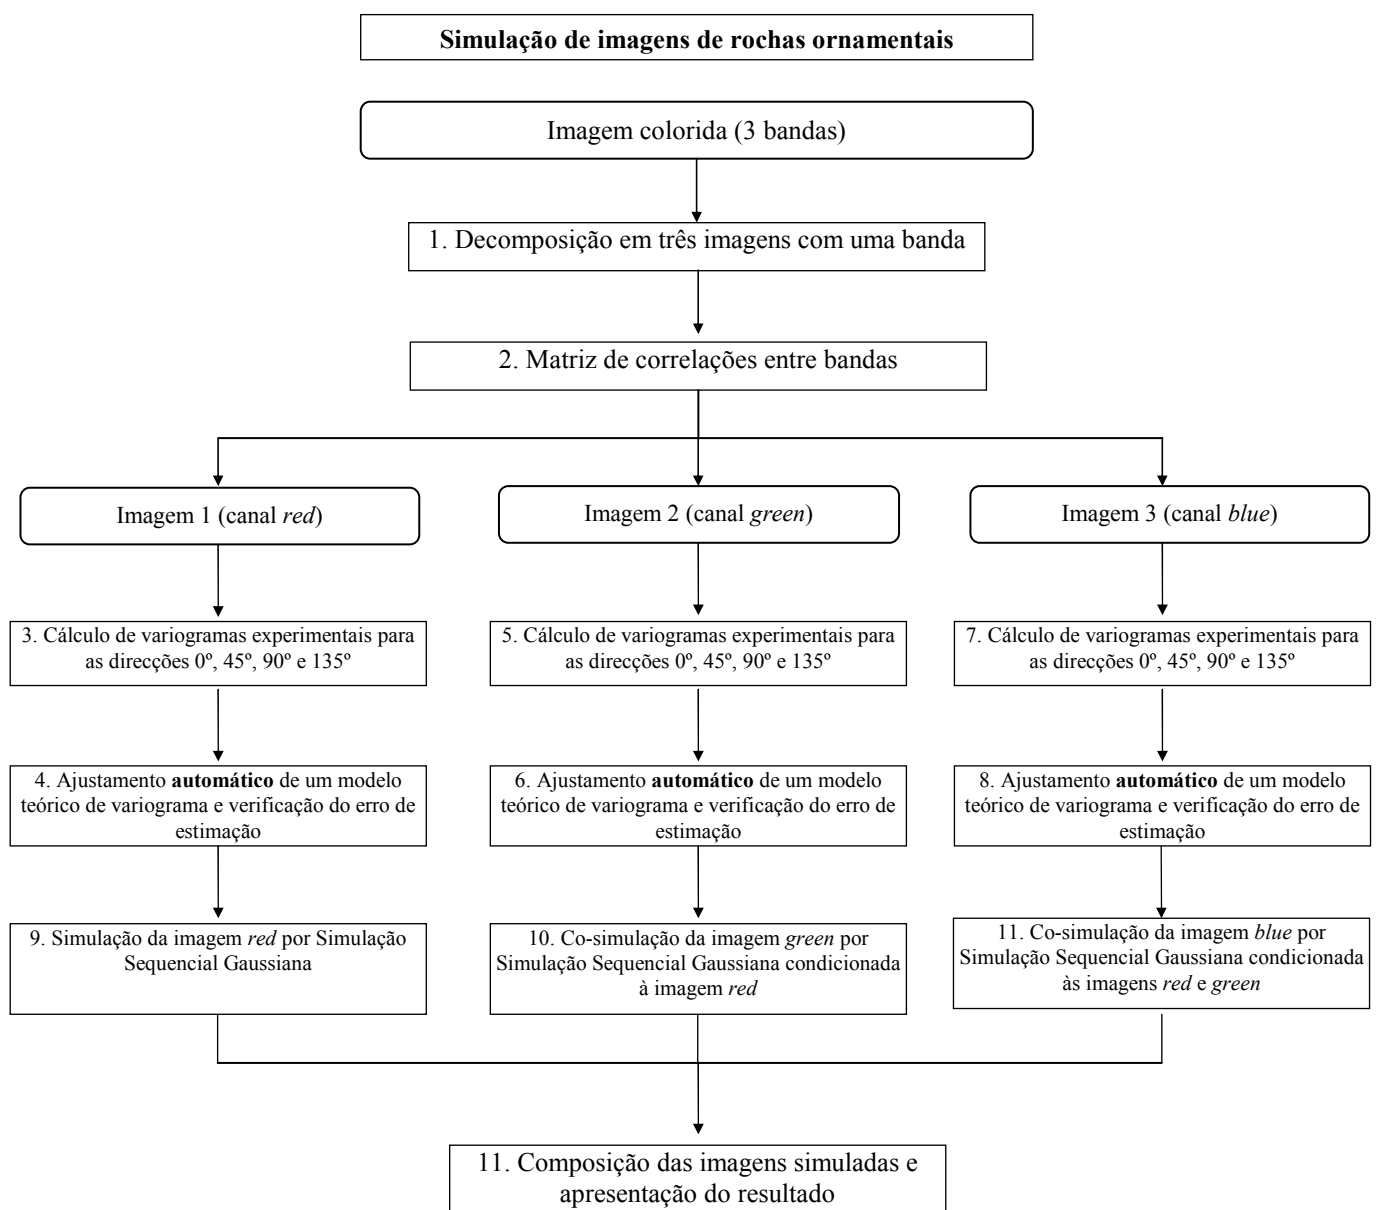 Simulação de imagens de rochas ornamentais
Imagem colorida (3 bandas)
1. Decomposição em três imagens com uma banda
2. Matriz de correlações entre bandas
Imagem 1 (canal red)
Imagem 2 (canal green)
Imagem 3 (canal blue)
3. Cálculo de variogramas experimentais para
as direcções 0º, 45º, 90º e 135º
5. Cálculo de variogramas experimentais para
as direcções 0º, 45º, 90º e 135º
7. Cálculo de variogramas experimentais para
as direcções 0º, 45º, 90º e 135º
4. Ajustamento automático de um modelo
teórico de variograma e verificação do erro de
estimação
6. Ajustamento automático de um modelo
teórico de variograma e verificação do erro de
estimação
8. Ajustamento automático de um modelo
teórico de variograma e verificação do erro de
estimação
9. Simulação da imagem red por Simulação
Sequencial Gaussiana
10. Co-simulação da imagem green por
Simulação Sequencial Gaussiana condicionada
à imagem red
11. Co-simulação da imagem blue por
Simulação Sequencial Gaussiana condicionada
às imagens red e green
11. Composição das imagens simuladas e
apresentação do resultado